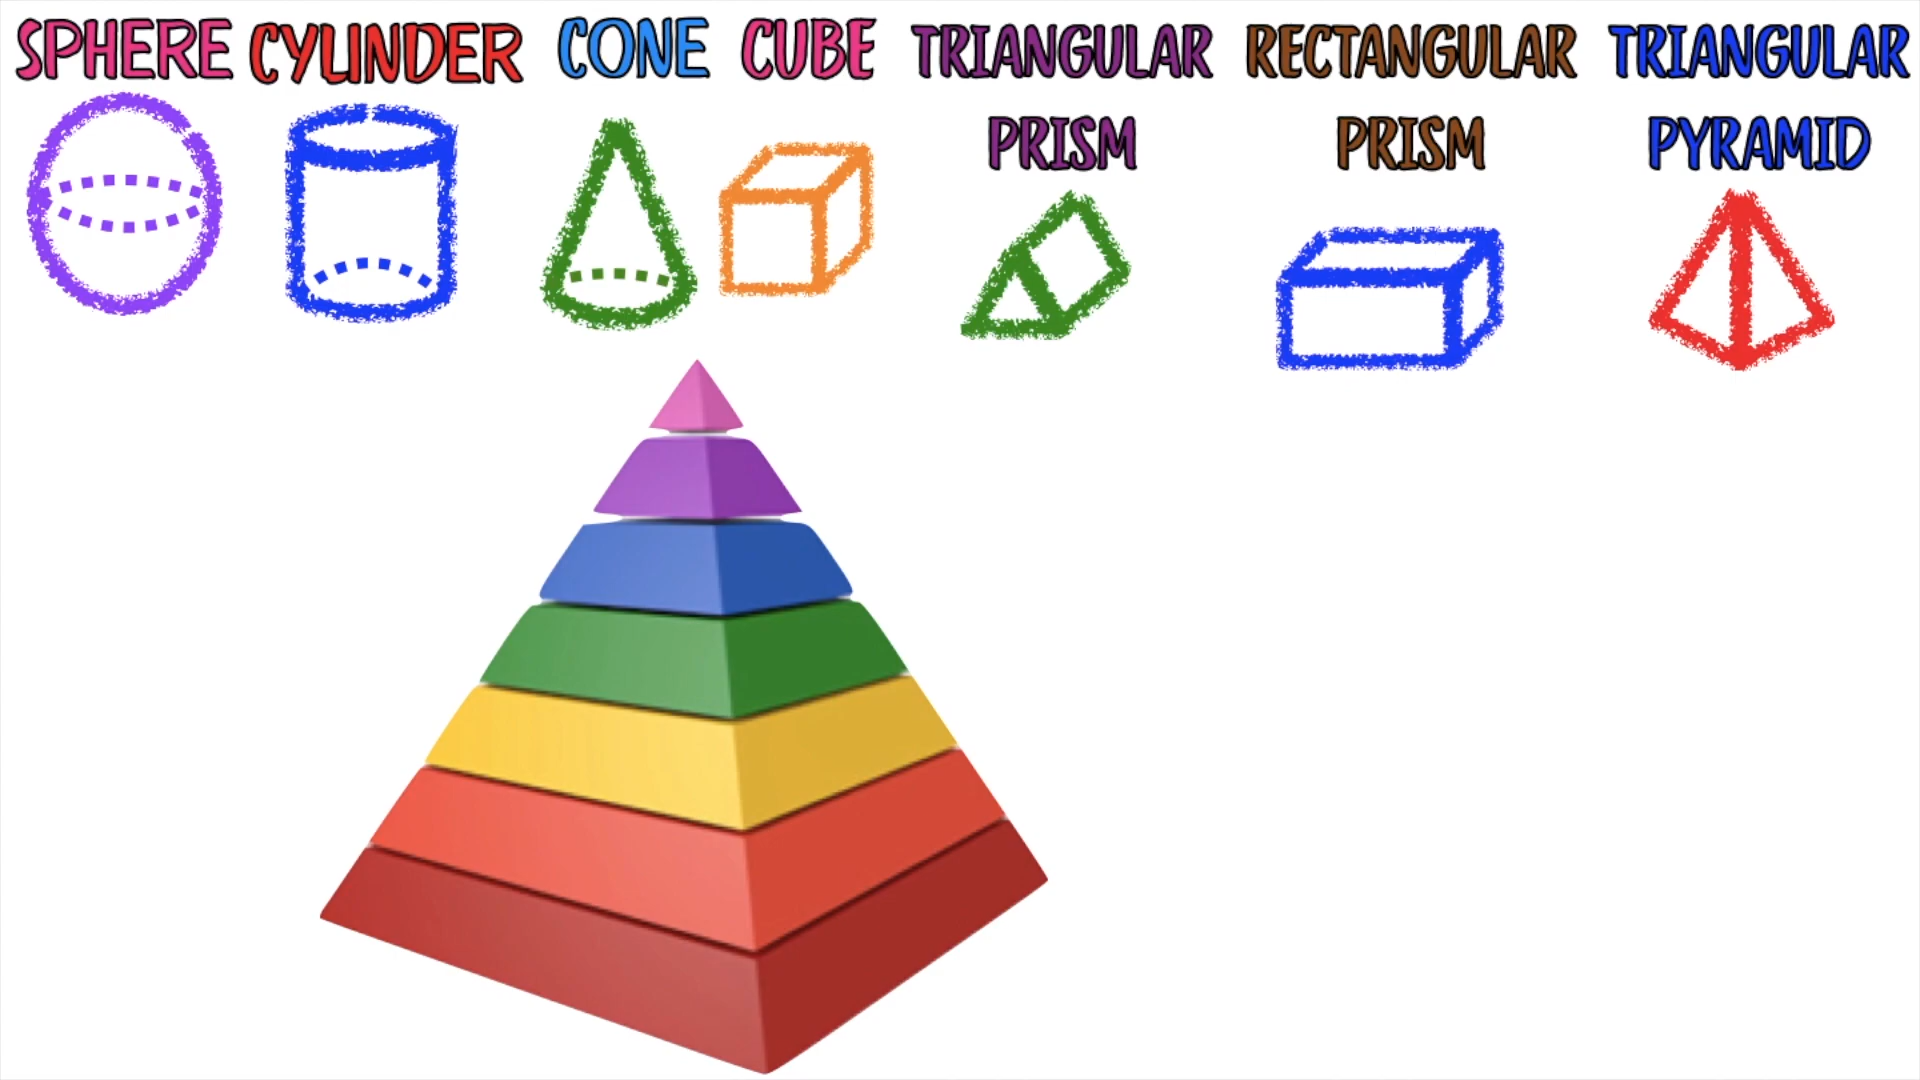 SPHERE CYLINDER CONE CUBE TRIANGULAR RECTANGULAR TRIANGULAR
PRISM PRISM PYRAMID